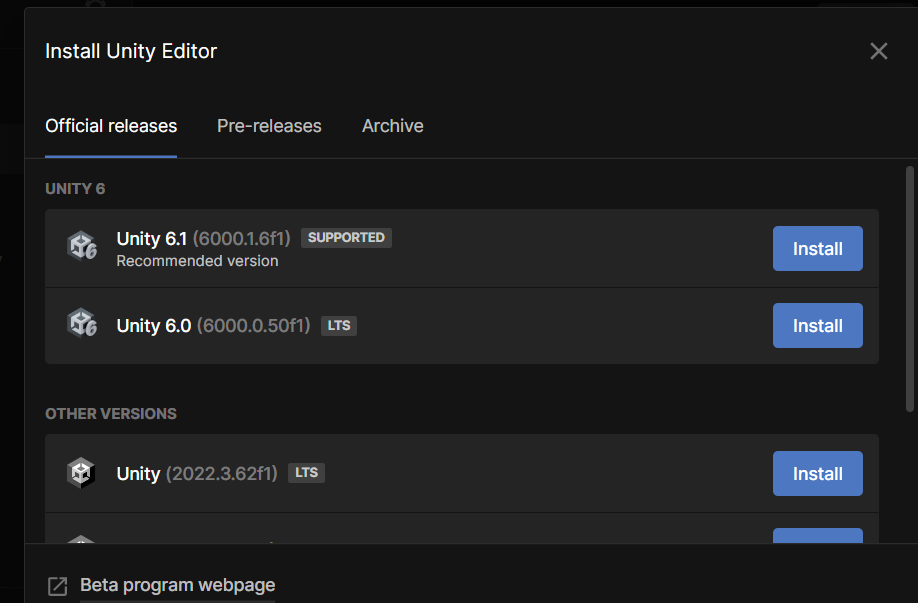 Install Unity Editor
Official releases Pre-releases Archive
UNITY 6
Unity 6.1 (6000.1.6f1) SUPPORTED
Recommended version
Install
Unity 6.0 (6000.0.50f1) LTS
Install
OTHER VERSIONS
Unity (2022.3.62f1) LTS
Install
Beta program webpage